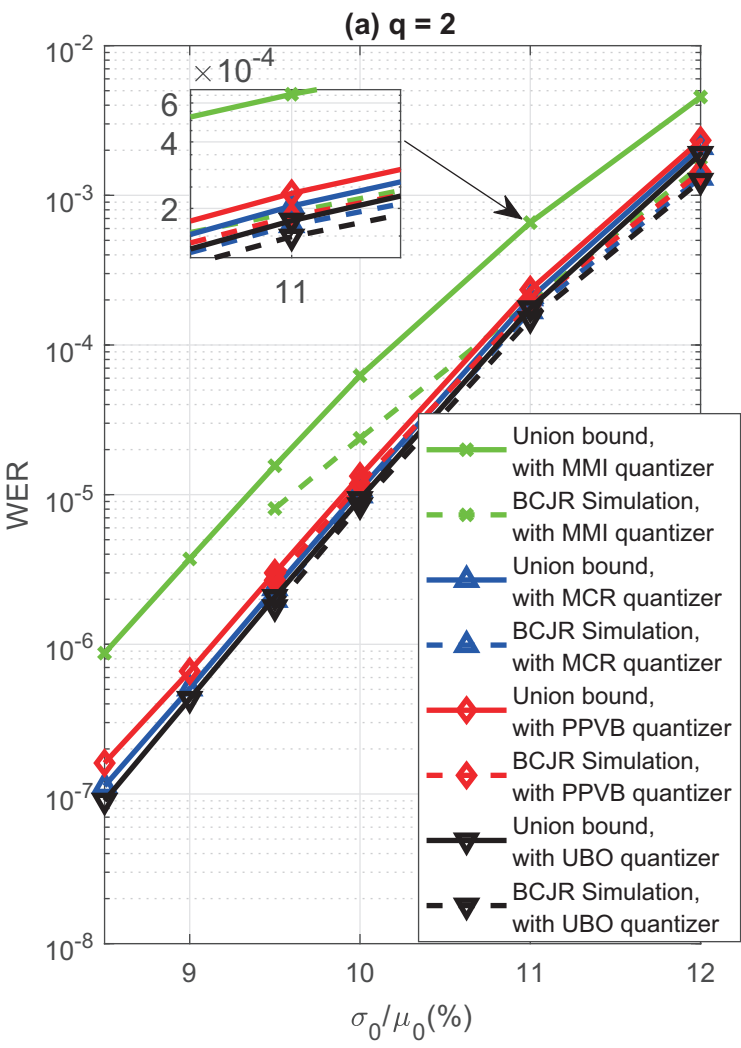 (a) q = 2
10^-2
× 10^-4
6
4
2
11
10^-3
10^-4
10^-5
10^-6
10^-7
10^-8
WER
Union bound,
with MMI quantizer
BCJR Simulation,
with MMI quantizer
Union bound,
with MCR quantizer
BCJR Simulation,
with MCR quantizer
Union bound,
with PPVB quantizer
BCJR Simulation,
with PPVB quantizer
Union bound,
with UBO quantizer
BCJR Simulation,
with UBO quantizer
9 10 11 12
σ_0/μ_0(%)